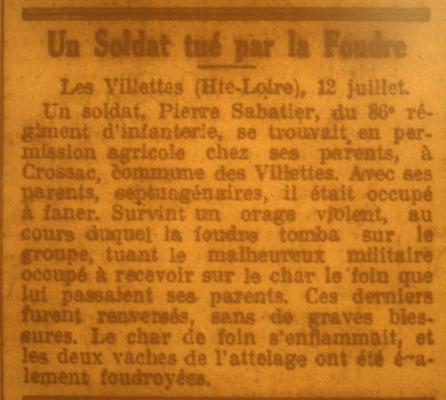 Un Soldat tué par la Foudre
Les Villettes (Hte-Loire), 12 juillet.
Un soldat, Pierre Sabatier, du 86e ré-
giment d'infanterie, se trouvait en per-
mission agricole chez ses parents, à
Crossac, commune des Villettes. Avec ses
parents, septuagénaires, il était occupé
à faner. Survint un orage violent, au
cours duquel la foudre tomba sur le
groupe, tuant le malheureux militaire
occupé à recevoir sur le char le foin que
lui passaient ses parents. Ces derniers
furent renversés, sans de graves bles-
sures. Le char de foin s'enflammait, et
les deux vaches de l'attelage ont été é~a-
lement foudroyées.